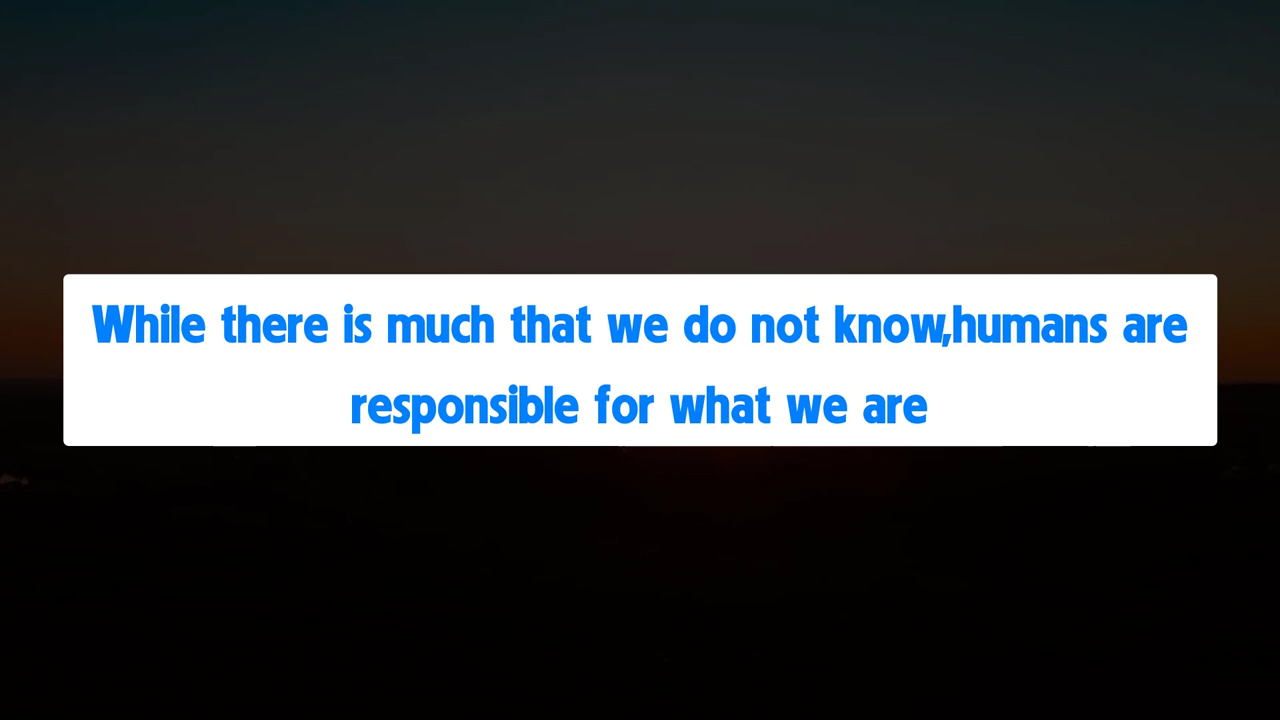 While there is much that we do not know,humans are
responsible for what we are